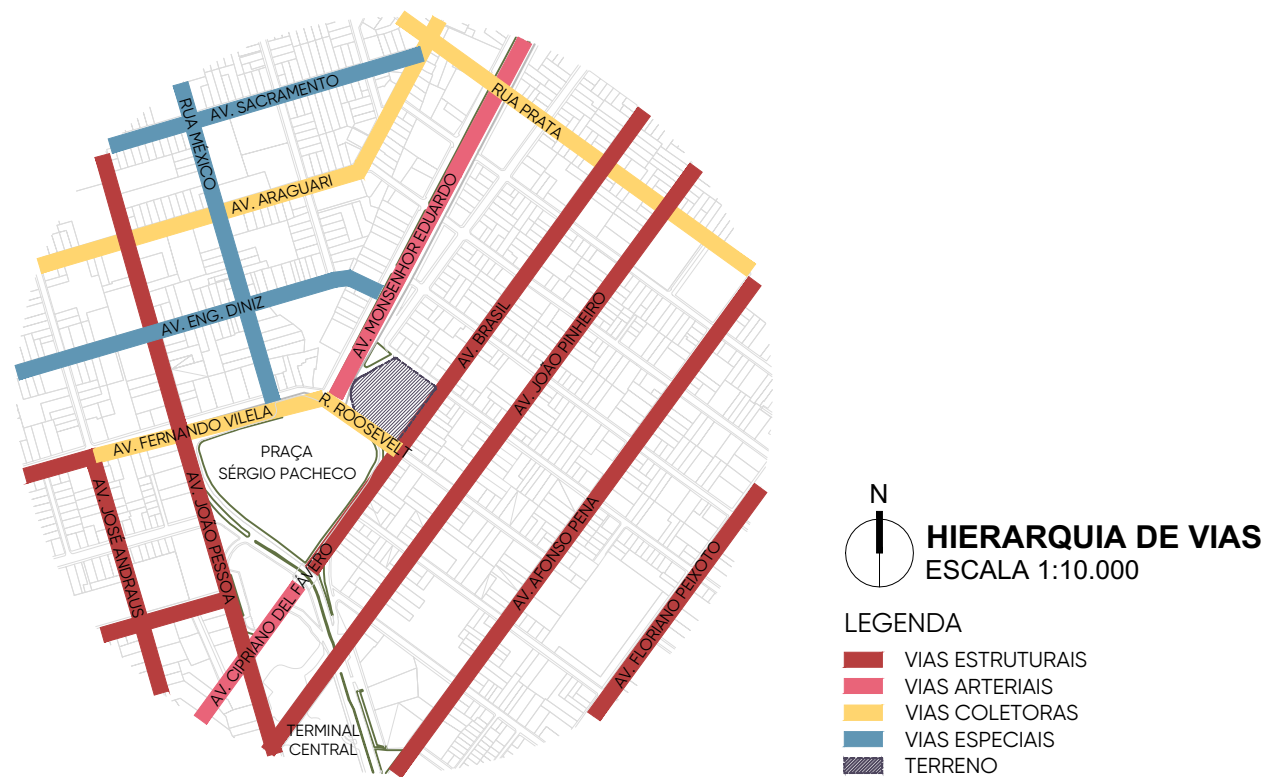 AV. SACRAMENTO
RUA MEXICO
RUA PRATA
AV. ARAGUARI
AV. MONSENHOR EDUARDO
AV. ENG. DINIZ
AV. BRASIL
AV. JOÃO PINHEIRO
AV. FERNANDO VILELA
R. ROOSEVELT
PRAÇA
SÉRGIO PACHECO
AV. JOSÉ ANDRAUS
AV. JOÃO PESSOA
AV. CIPRIANO DEL FÁVERO
AV. AFONSO PENA
AV. FLORIANO PEIXOTO
TERMINAL
CENTRAL
N
HIERARQUIA DE VIAS
ESCALA 1:10.000
LEGENDA
VIAS ESTRUTURAIS
VIAS ARTERIAIS
VIAS COLETORAS
VIAS ESPECIAIS
TERRENO